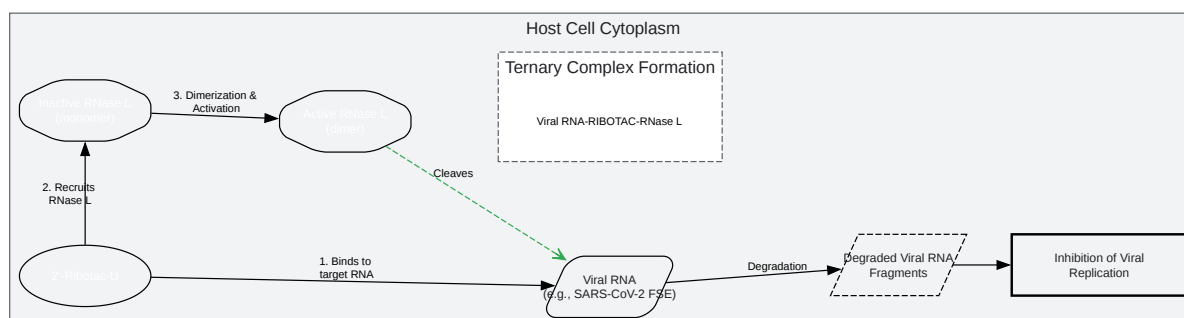 Host Cell Cytoplasm
Ternary Complex Formation
Viral RNA-RIBOTAC-RNase L
Inactive RNase L
(monomer)
3. Dimerization &
Activation
Active RNase L
(dimer)
Cleaves
2. Recruits
RNase L
2'-Ribotac-U
1. Binds to
target RNA
Viral RNA
(e.g., SARS-CoV-2 FSE)
Degradation
Degraded Viral RNA
Fragments
Inhibition of Viral
Replication